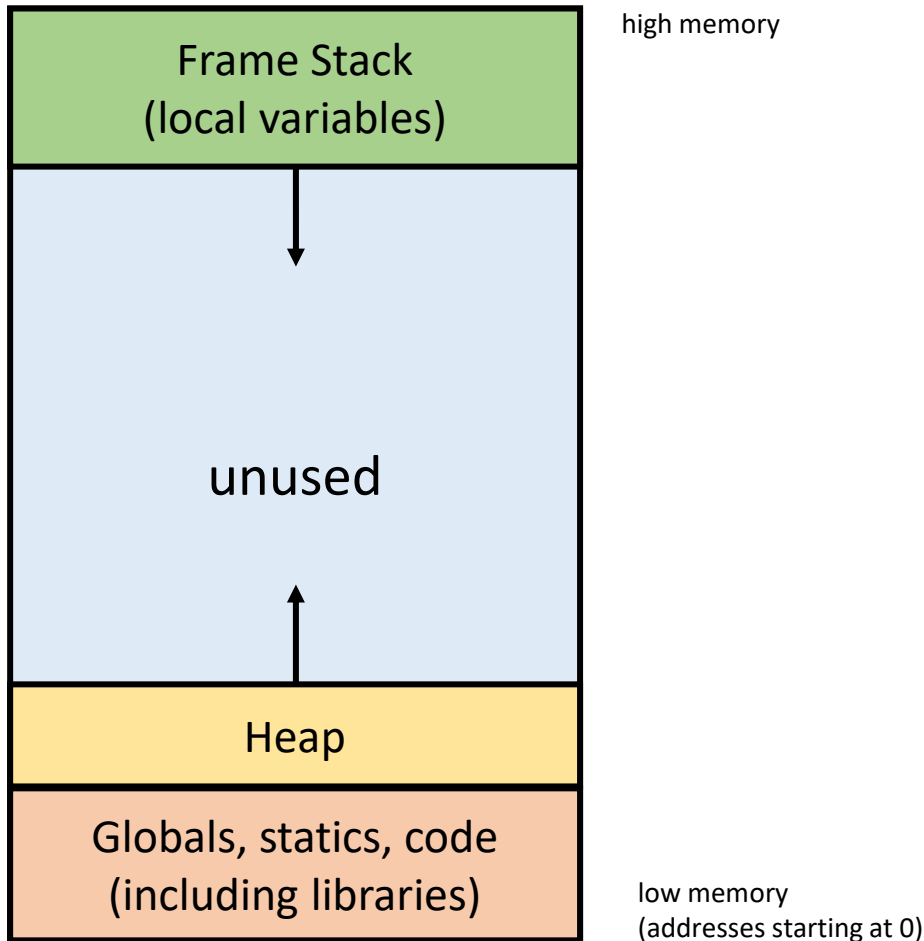 high memory
Frame Stack
(local variables)
unused
Heap
Globals, statics, code
(including libraries)
low memory
(addresses starting at 0)